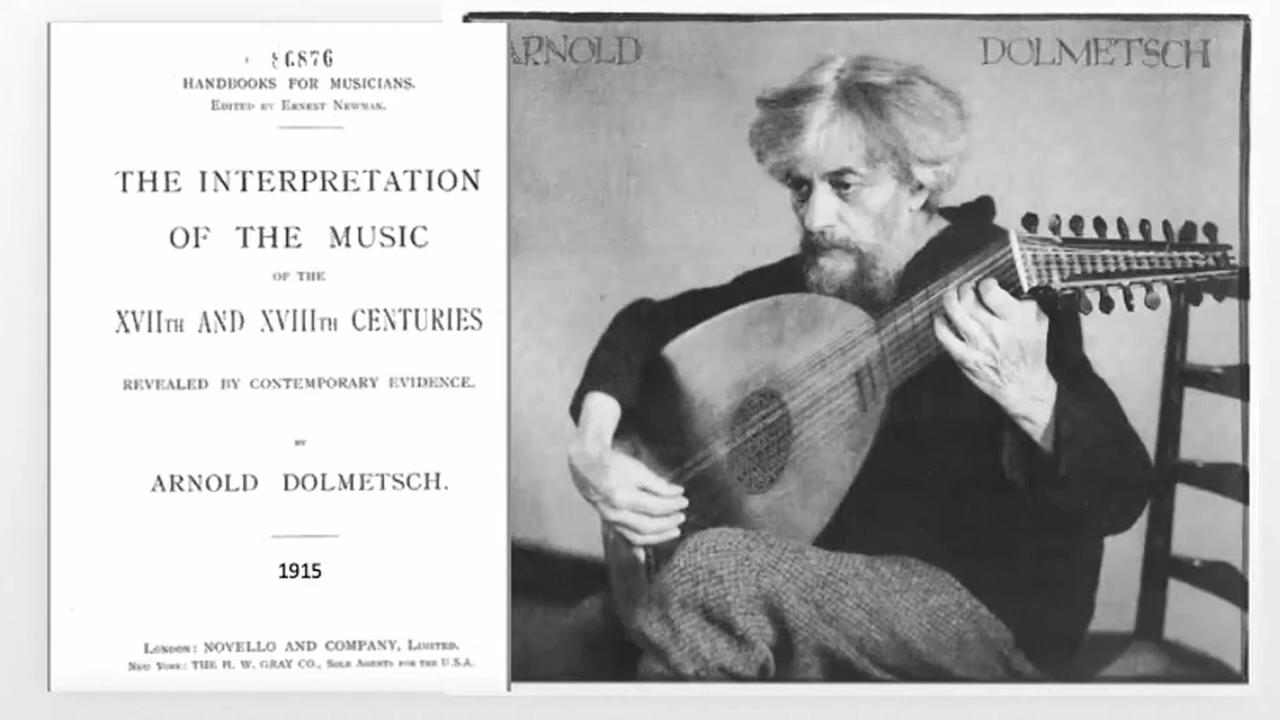 86876
HANDBOOKS FOR MUSICIANS.
EDITED BY ERNEST NEWMAN.
THE INTERPRETATION
OF THE MUSIC
OF THE
XVIITH AND XVIIITH CENTURIES
REVEALED BY CONTEMPORARY EVIDENCE.
BY
ARNOLD DOLMETSCH.
1915
LONDON: NOVELLO AND COMPANY, LIMITED.
NEW YORK: THE H. W. GRAY CO., SOLE AGENTS FOR THE U.S.A.
ARNOLD DOLMETSCH